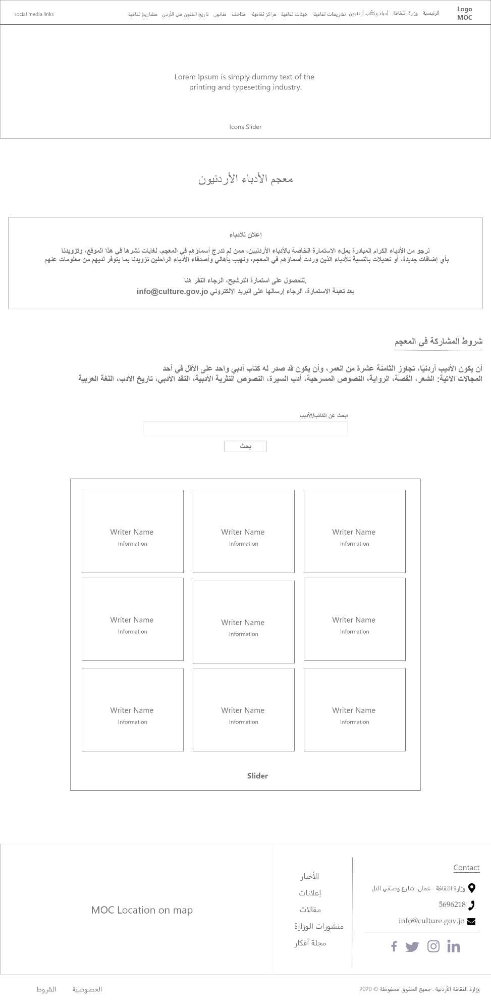 Logo
MOC
الرئيسية
وزارة الثقافة
أدباء وكتّاب أردنيون
تشريعات ثقافية
هيئات ثقافية
مراكز ثقافية
متاحف
فنانون
تاريخ الفنون في الأردن
مشاريع ثقافية
social media links
Lorem Ipsum is simply dummy text of the
printing and typesetting industry.
Icons Slider
معجم الأدباء الأردنيون
إعلان للأدباء
نرجو من الأدباء الكرام المبادرة بملء الاستمارة الخاصة بالأدباء الأردنيين، ممن لم تدرج أسماؤهم في المعجم، لغايات نشرها في هذا الموقع، وتزويدنا
بأي إضافات جديدة، أو تعديلات بالنسبة للأدباء الذين وردت أسماؤهم في المعجم، ونهيب بأهالي وأصدقاء الأدباء الراحلين تزويدنا بما يتوفر لديهم من معلومات عنهم
للحصول على استمارة الترشيح، الرجاء النقر هنا.
بعد تعبئة الاستمارة، الرجاء إرسالها على البريد الإلكتروني info@culture.gov.jo
شروط المشاركة في المعجم
أن يكون الأديب أردنيًا، تجاوز الثامنة عشرة من العمر، وأن يكون قد صدر له كتاب أدبي واحد على الأقل في أحد
المجالات الآتية: الشعر، القصة، الرواية، النصوص المسرحية، أدب السيرة، النصوص النثرية الأدبية، النقد الأدبي، تاريخ الأدب، اللغة العربية
ابحث عن الكاتب/الأديب
بحث
Writer Name
Information
Writer Name
Information
Writer Name
Information
Writer Name
Information
Writer Name
Information
Writer Name
Information
Writer Name
Information
Writer Name
Information
Writer Name
Information
Slider
Contact
وزارة الثقافة - عمان- شارع وصفي التل
5696218
info@culture.gov.jo
الأخبار
إعلانات
مقالات
منشورات الوزارة
مجلة أفكار
MOC Location on map
وزارة الثقافة الأردنية . جميع الحقوق محفوظة © 2020
الخصوصية
الشروط